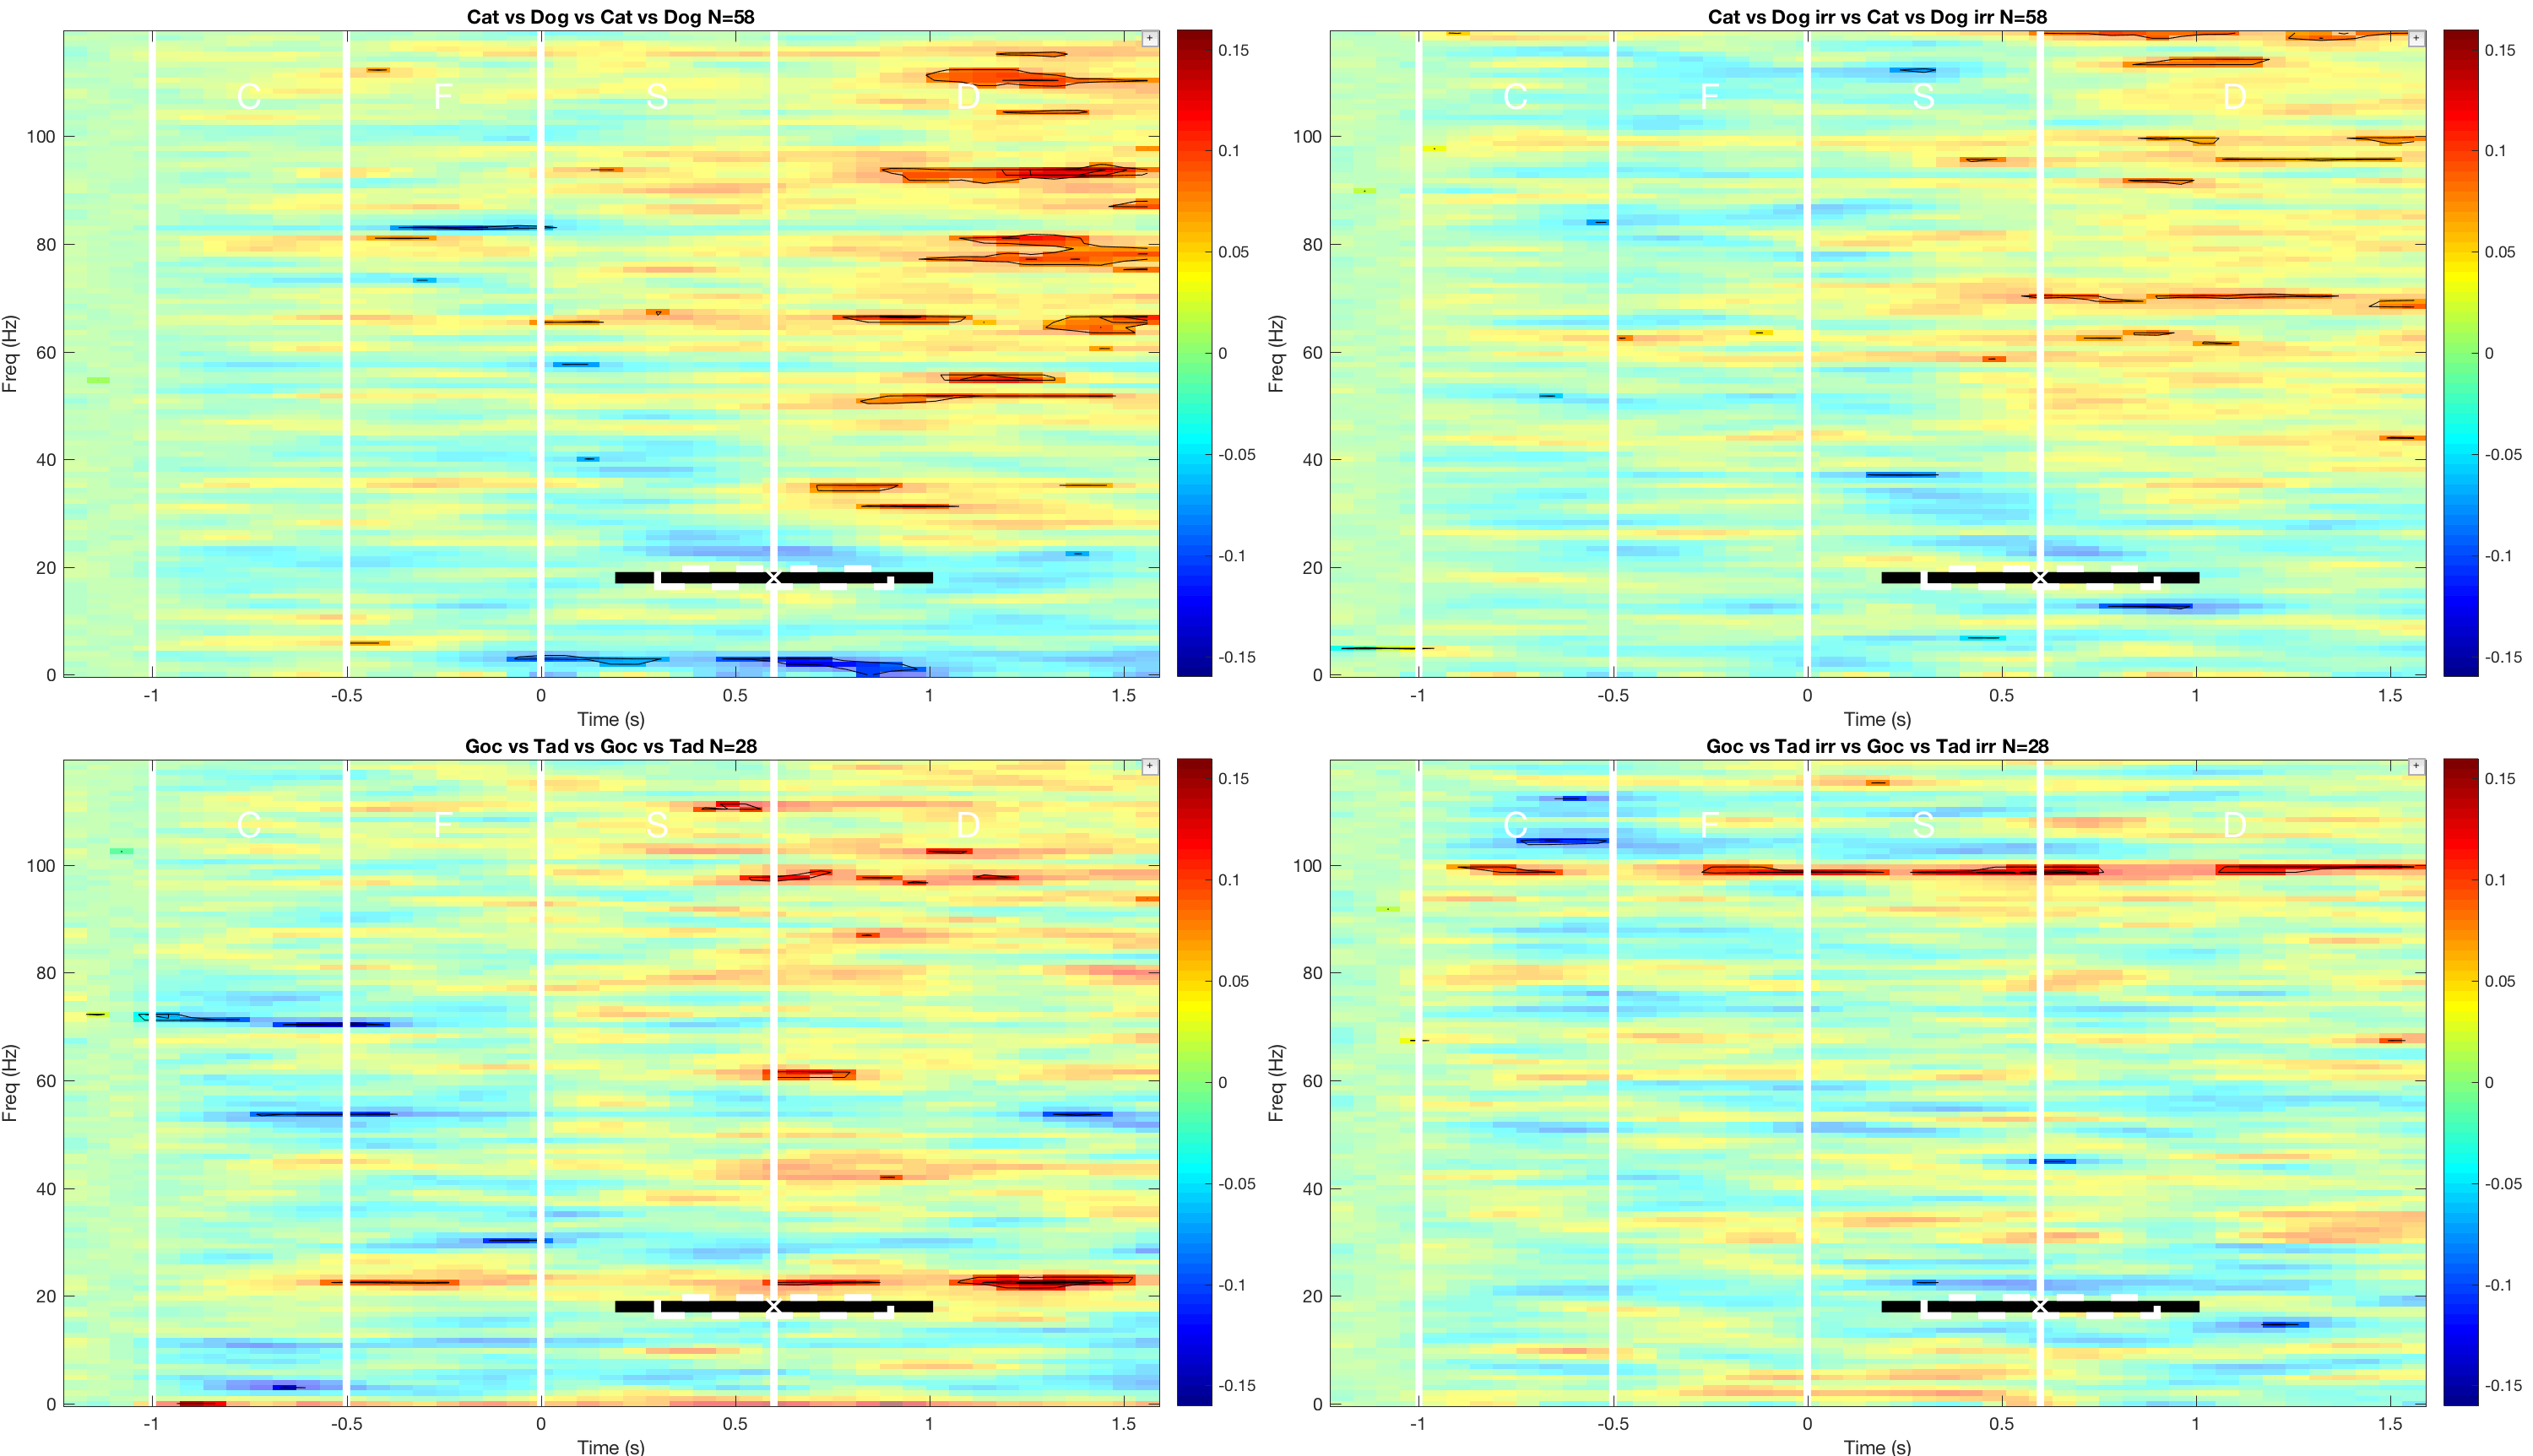 Cat vs Dog vs Cat vs Dog N=58
C F S D
Freq (Hz)
100
80
60
40
20
0
-1 -0.5 0 0.5 1 1.5
Time (s)
0.15
0.1
0.05
0
-0.05
-0.1
-0.15
Cat vs Dog irr vs Cat vs Dog irr N=58
C F S D
Freq (Hz)
100
80
60
40
20
0
-1 -0.5 0 0.5 1 1.5
Time (s)
0.15
0.1
0.05
0
-0.05
-0.1
-0.15
Goc vs Tad vs Goc vs Tad N=28
C F S D
Freq (Hz)
100
80
60
40
20
0
-1 -0.5 0 0.5 1 1.5
Time (s)
0.15
0.1
0.05
0
-0.05
-0.1
-0.15
Goc vs Tad irr vs Goc vs Tad irr N=28
C F S D
Freq (Hz)
100
80
60
40
20
0
-1 -0.5 0 0.5 1 1.5
Time (s)
0.15
0.1
0.05
0
-0.05
-0.1
-0.15